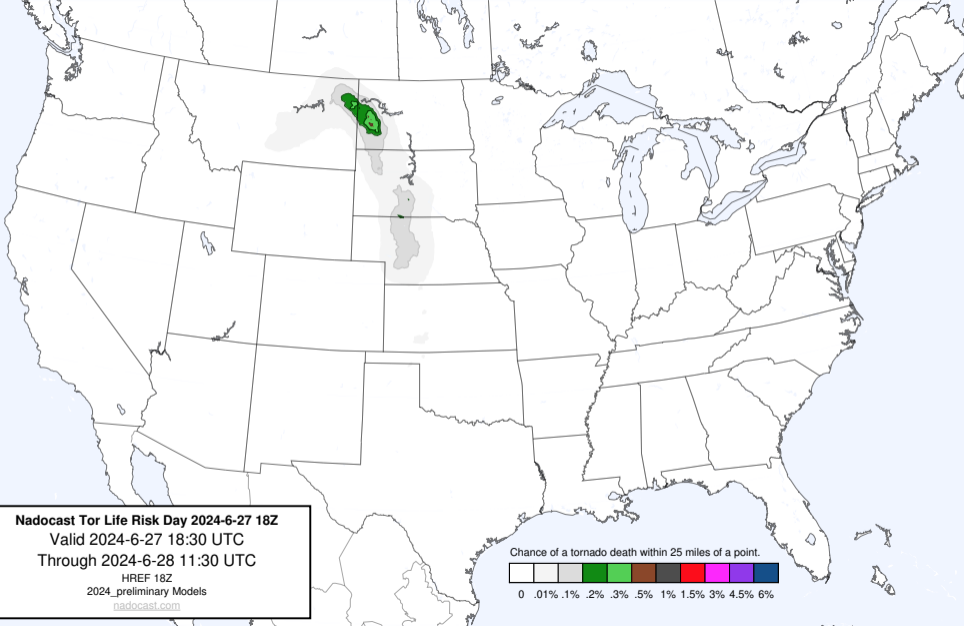 Nadocast Tor Life Risk Day 2024-6-27 18Z
Valid 2024-6-27 18:30 UTC
Through 2024-6-28 11:30 UTC
HREF 18Z
2024_preliminary Models
nadocast.com
Chance of a tornado death within 25 miles of a point.
0 .01% .1% .2% .3% .5% 1% 1.5% 3% 4.5% 6%